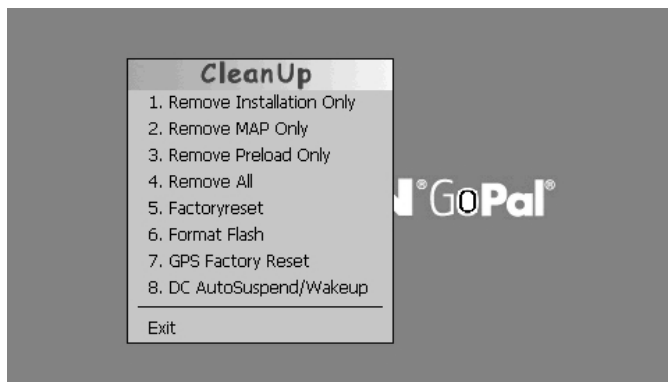 CleanUp
1. Remove Installation Only
2. Remove MAP Only
3. Remove Preload Only
4. Remove All
5. Factoryreset
6. Format Flash
7. GPS Factory Reset
8. DC AutoSuspend/Wakeup
Exit
N®GoPal®